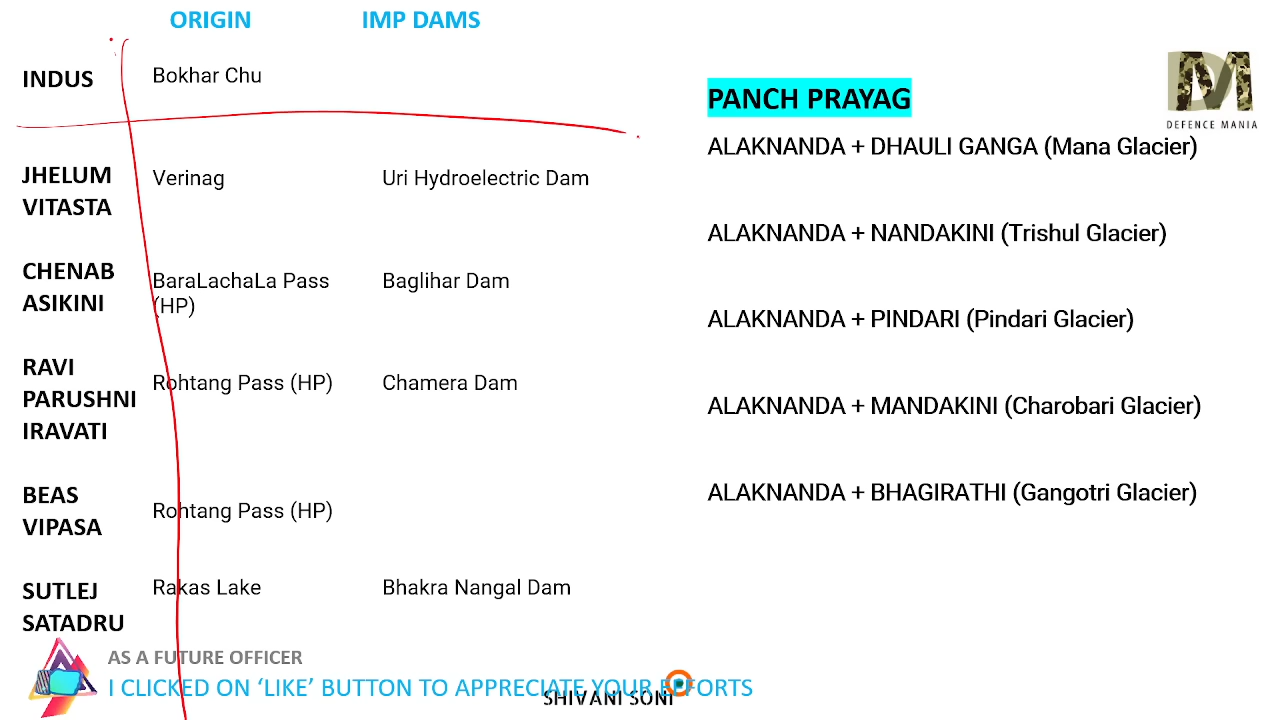 ORIGIN IMP DAMS
INDUS Bokhar Chu
JHELUM
VITASTA
Verinag Uri Hydroelectric Dam
CHENAB
ASIKINI
BaraLachaLa Pass
(HP)
Baglihar Dam
RAVI
PARUSHNI
IRAVATI
Rohtang Pass (HP) Chamera Dam
BEAS
VIPASA
Rohtang Pass (HP)
SUTLEJ
SATADRU
Rakas Lake Bhakra Nangal Dam
PANCH PRAYAG
ALAKNANDA + DHAULI GANGA (Mana Glacier)
ALAKNANDA + NANDAKINI (Trishul Glacier)
ALAKNANDA + PINDARI (Pindari Glacier)
ALAKNANDA + MANDAKINI (Charobari Glacier)
ALAKNANDA + BHAGIRATHI (Gangotri Glacier)
DM
DEFENCE MANIA
AS A FUTURE OFFICER
I CLICKED ON ‘LIKE’ BUTTON TO APPRECIATE YOUR EFFORTS
SHIVANI SONI